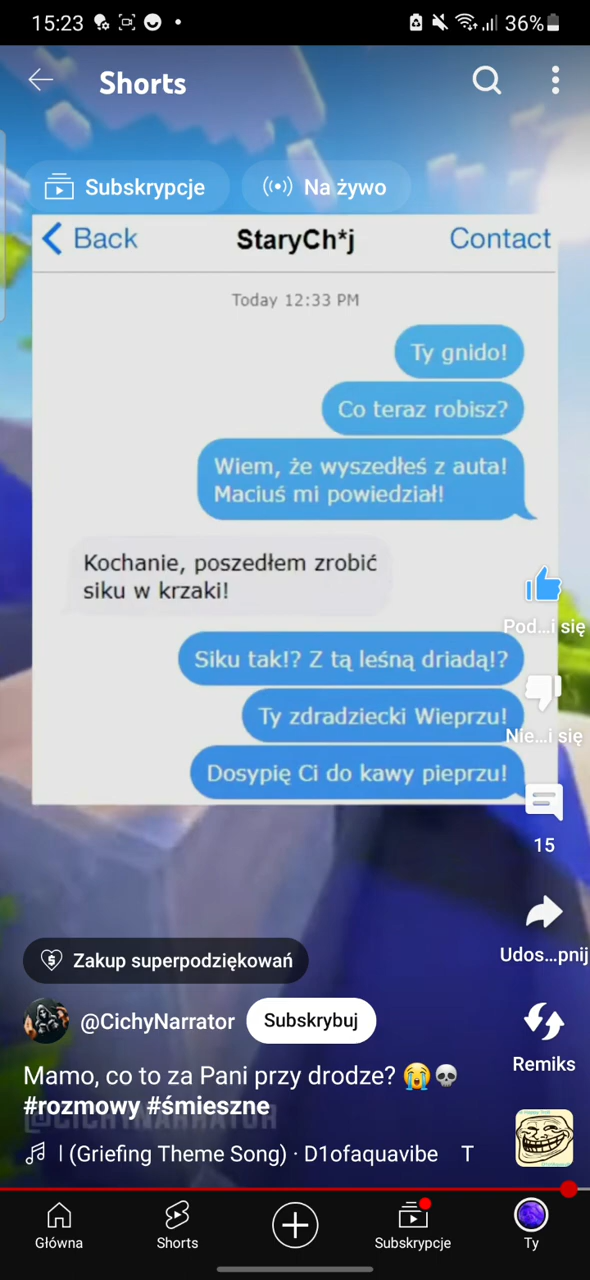 15:23
36%
Shorts
Subskrypcje
Na żywo
Back
StaryCh*j
Contact
Today 12:33 PM
Ty gnido!
Co teraz robisz?
Wiem, że wyszedłeś z auta!
Maciuś mi powiedział!
Kochanie, poszedłem zrobić
siku w krzaki!
Pod...i się
Siku tak!? Z tą leśną driadą!?
Ty zdradziecki Wieprzu!
Nie...i się
Dosypię Ci do kawy pieprzu!
15
Udos...pnij
Zakup superpodziękowań
@CichyNarrator
Subskrybuj
Remiks
Mamo, co to za Pani przy drodze? 😭💀
#rozmowy #śmieszne
@CICHYNARRATOR
l (Griefing Theme Song) · D1ofaquavibe T
Główna
Shorts
Subskrypcje
Ty